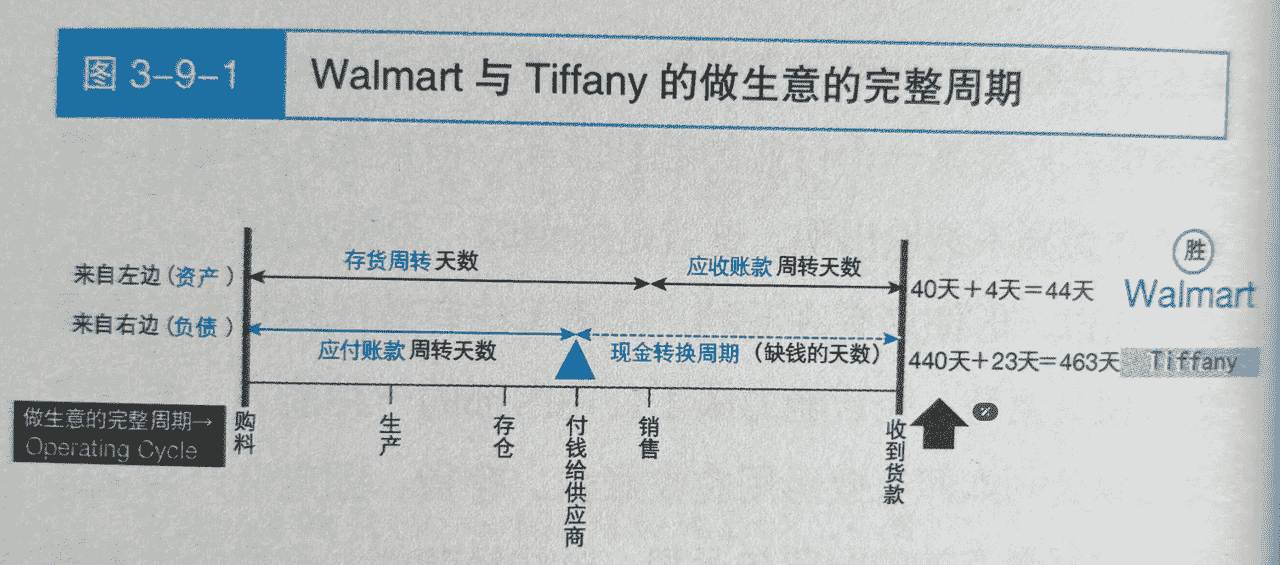 图 3-9-1
Walmart 与 Tiffany 的做生意的完整周期
来自左边(资产)
存货周转天数
应收账款 周转天数
40天+4天=44天
胜
Walmart
来自右边(负债)
应付账款 周转天数
现金转换周期（缺钱的天数）
440天+23天=463天
Tiffany
做生意的完整周期→
Operating Cycle
购料
生产
存仓
付钱给供应商
销售
收到货款